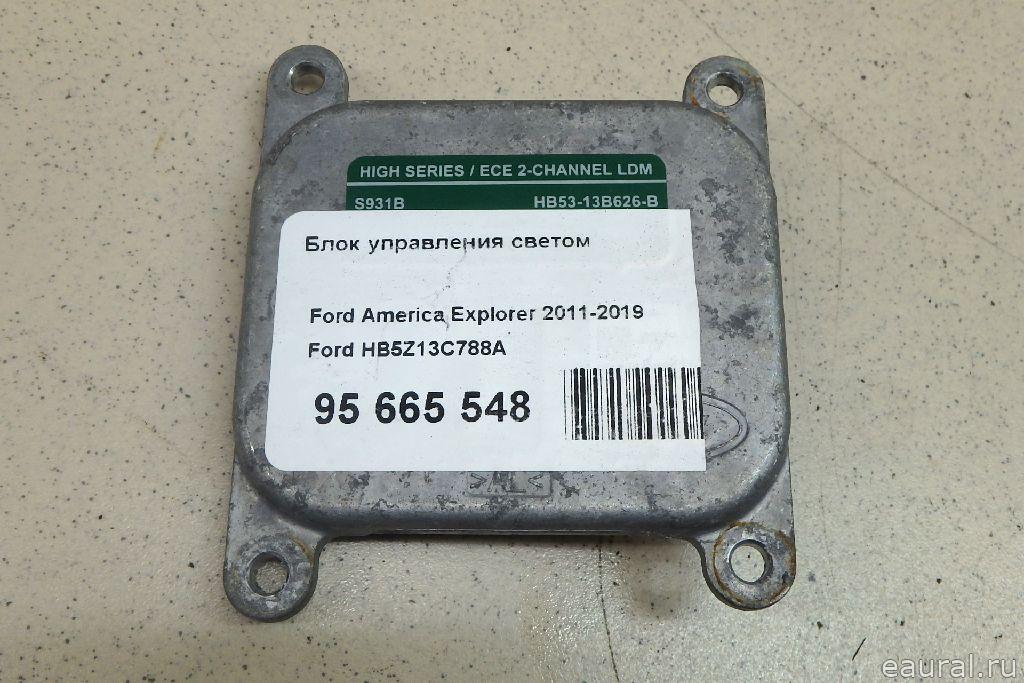 HIGH SERIES / ECE 2-CHANNEL LDM
S931B HB53-13B626-B
Блок управления светом
Ford America Explorer 2011-2019
Ford HB5Z13C788A
95 665 548
>AL<
eaural.ru